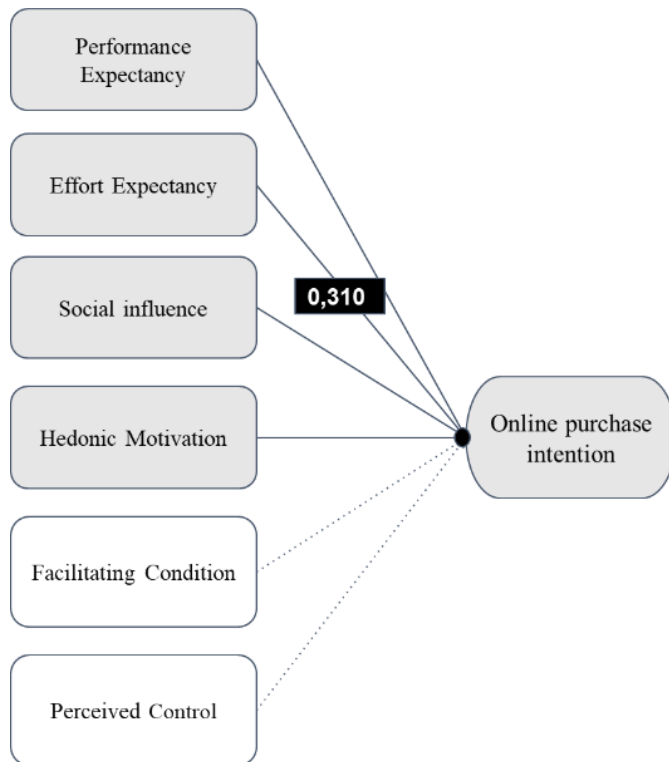 Performance
Expectancy
Effort Expectancy
0,310
Social influence
Online purchase
intention
Hedonic Motivation
Facilitating Condition
Perceived Control